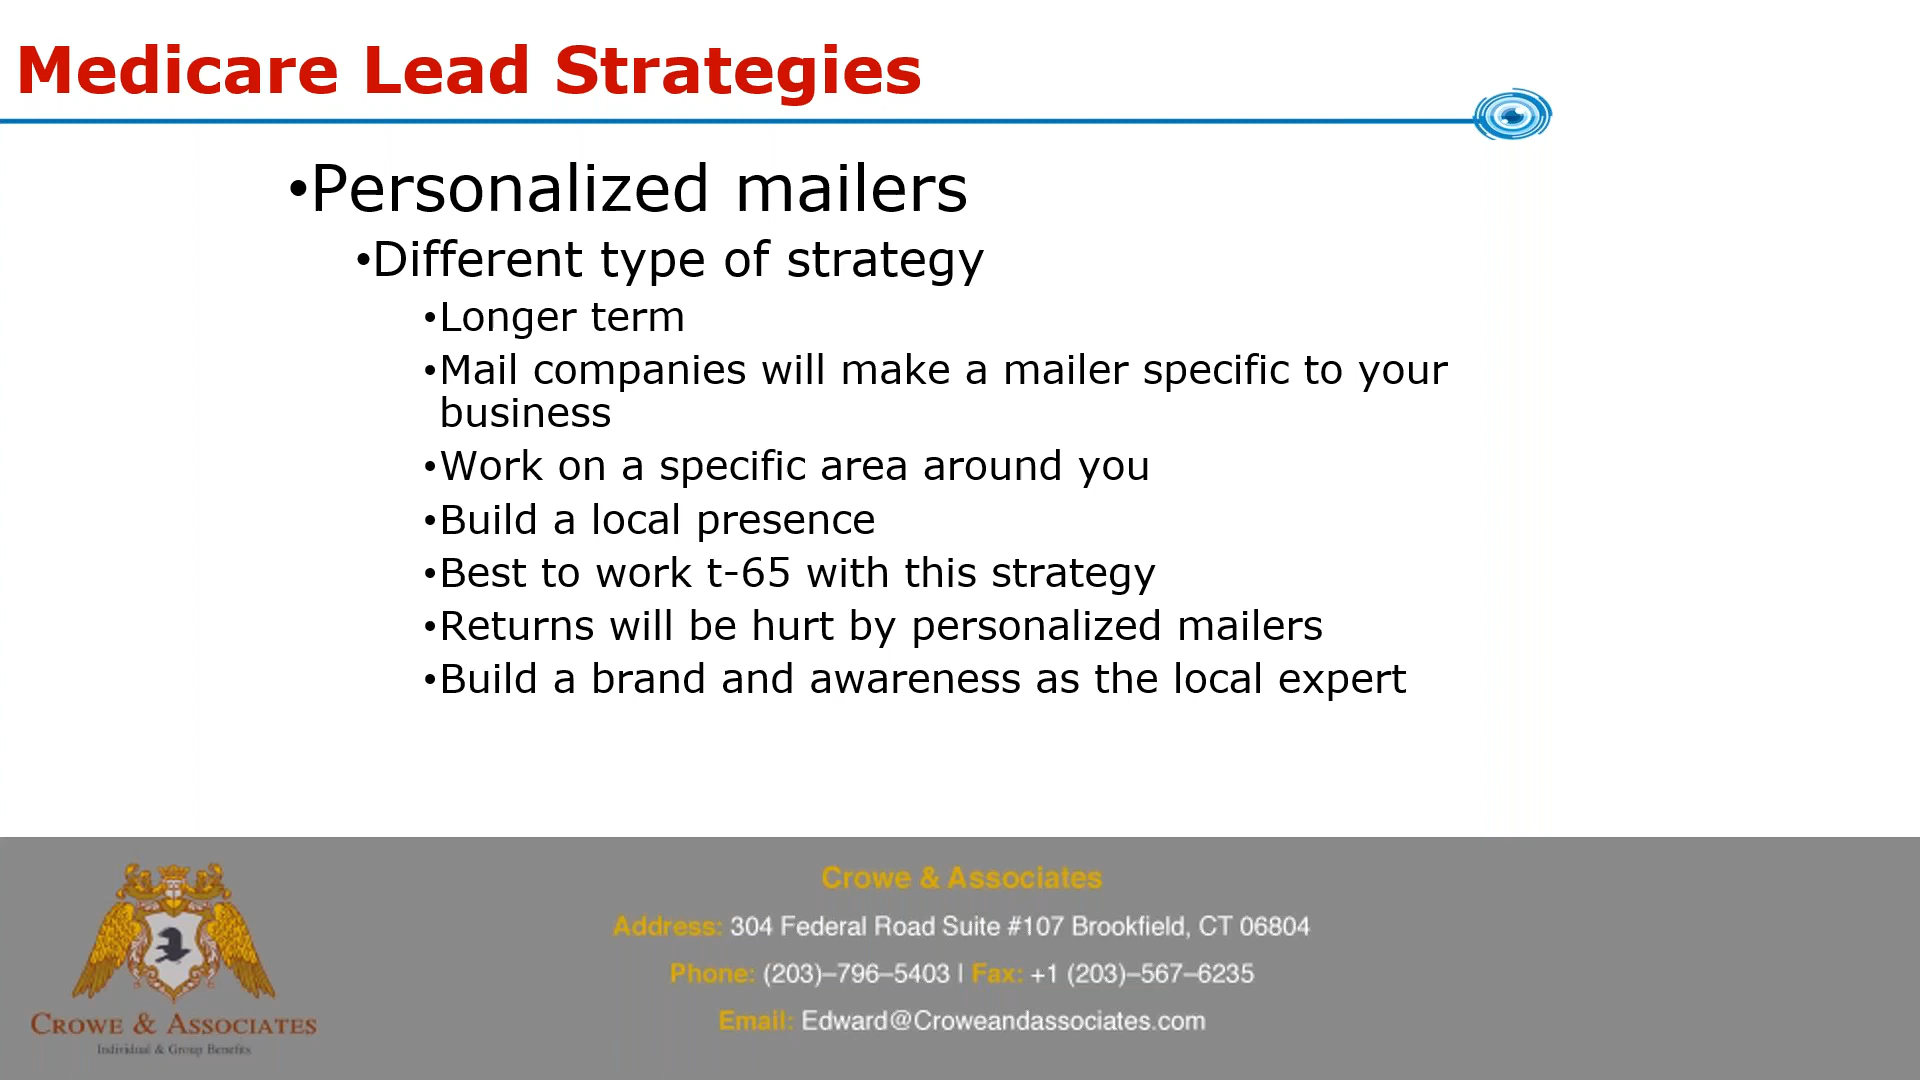 Medicare Lead Strategies
•Personalized mailers
•Different type of strategy
•Longer term
•Mail companies will make a mailer specific to your
business
•Work on a specific area around you
•Build a local presence
•Best to work t-65 with this strategy
•Returns will be hurt by personalized mailers
•Build a brand and awareness as the local expert
Crowe & Associates
Address: 304 Federal Road Suite #107 Brookfield, CT 06804
Phone: (203)–796–5403 | Fax: +1 (203)–567–6235
Email: Edward@Croweandassociates.com
CROWE & ASSOCIATES
Individual & Group Benefits